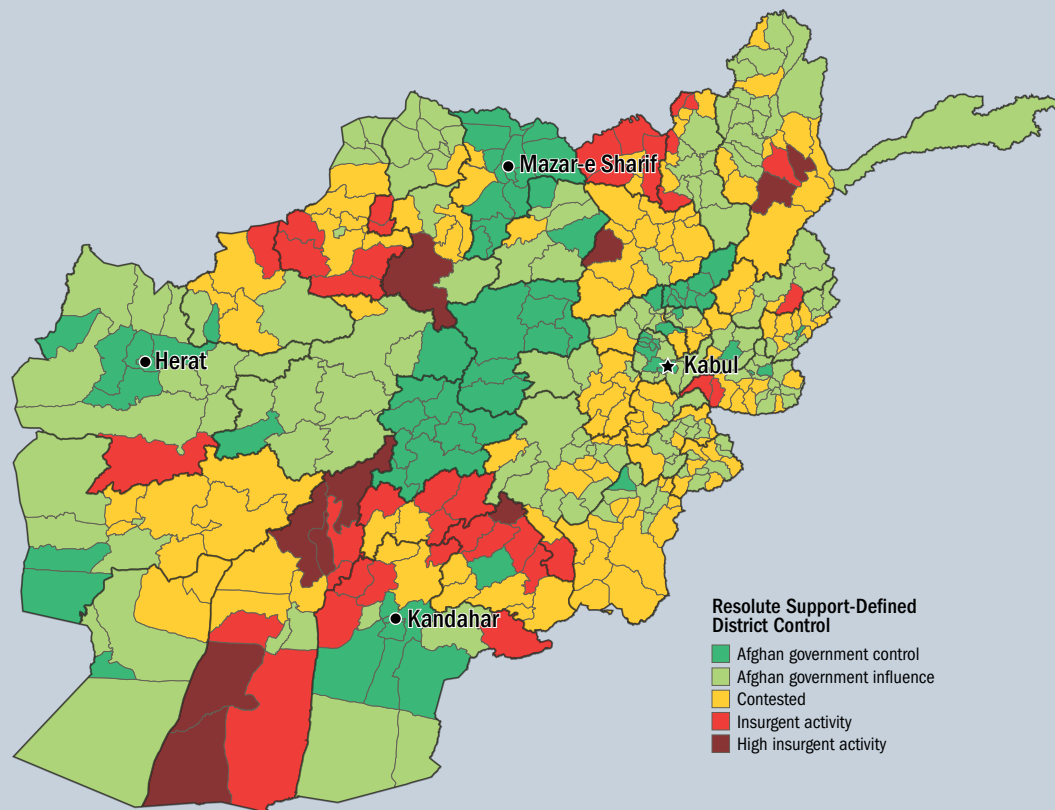 Mazar-e Sharif
Herat
Kabul
Kandahar
Resolute Support-Defined
District Control
Afghan government control
Afghan government influence
Contested
Insurgent activity
High insurgent activity